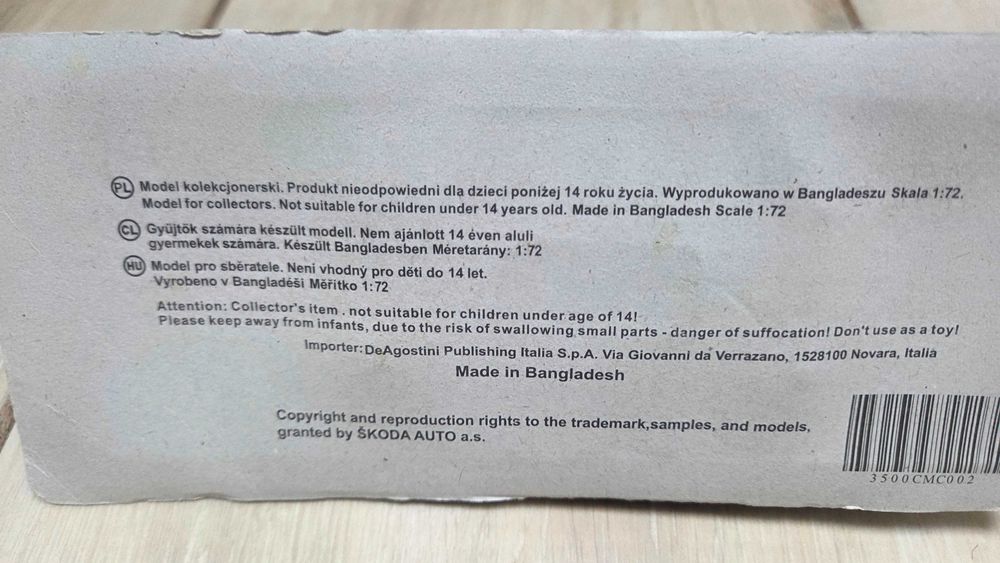 PL Model kolekcjonerski. Produkt nieodpowiedni dla dzieci poniżej 14 roku życia. Wyprodukowano w Bangladeszu Skala 1:72.
Model for collectors. Not suitable for children under 14 years old. Made in Bangladesh Scale 1:72
CL Gyüjtök számára készült modell. Nem ajánlott 14 éven aluli
gyermekek számára. Készült Bangladesben Méretarány: 1:72
HU Model pro sběratele. Neni vhodný pro děti do 14 let.
Vyrobeno v Bangladéši Měřítko 1:72
Attention: Collector's item . not suitable for children under age of 14!
Please keep away from infants, due to the risk of swallowing small parts - danger of suffocation! Don't use as a toy!
Importer:DeAgostini Publishing Italia S.p.A. Via Giovanni da Verrazano, 1528100 Novara, Italia
Made in Bangladesh
Copyright and reproduction rights to the trademark,samples, and models,
granted by ŠKODA AUTO a.s.
3500CMC002